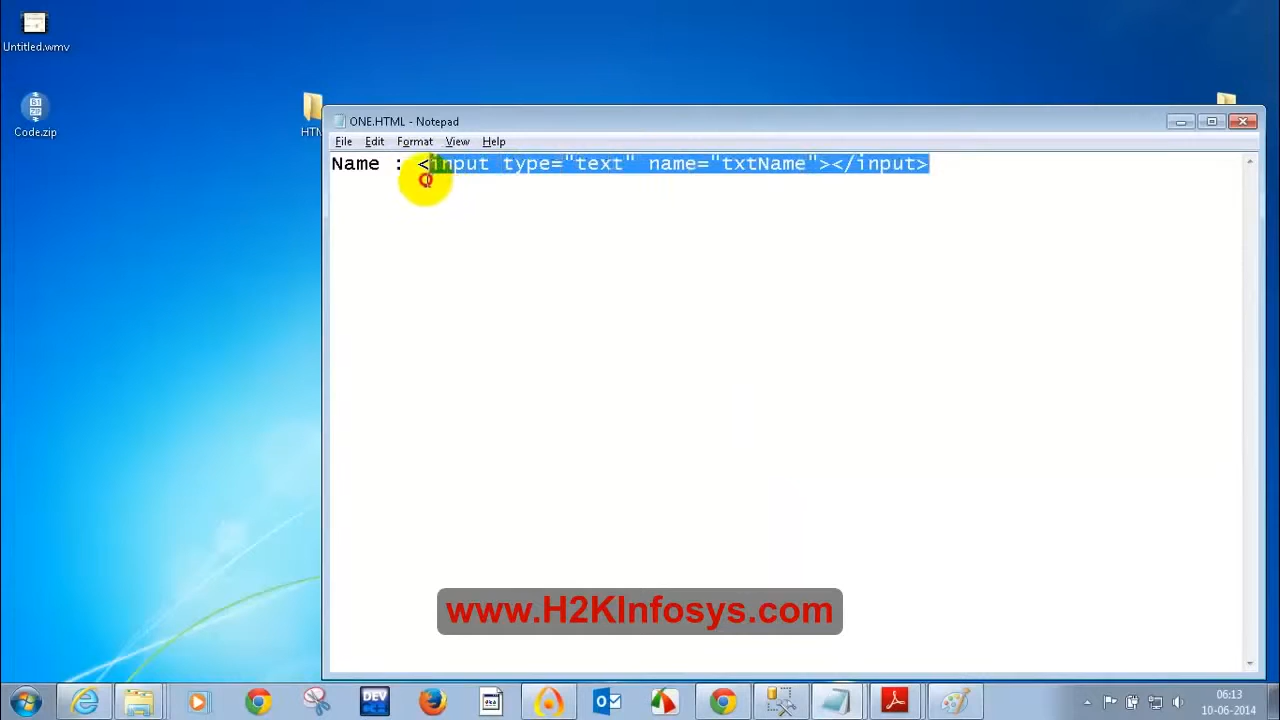 Untitled.wmv
Code.zip
HTM
ONE.HTML - Notepad
File Edit Format View Help
Name : <input type="text" name="txtName"></input>
www.H2KInfosys.com
DEV
06:13
10-06-2014